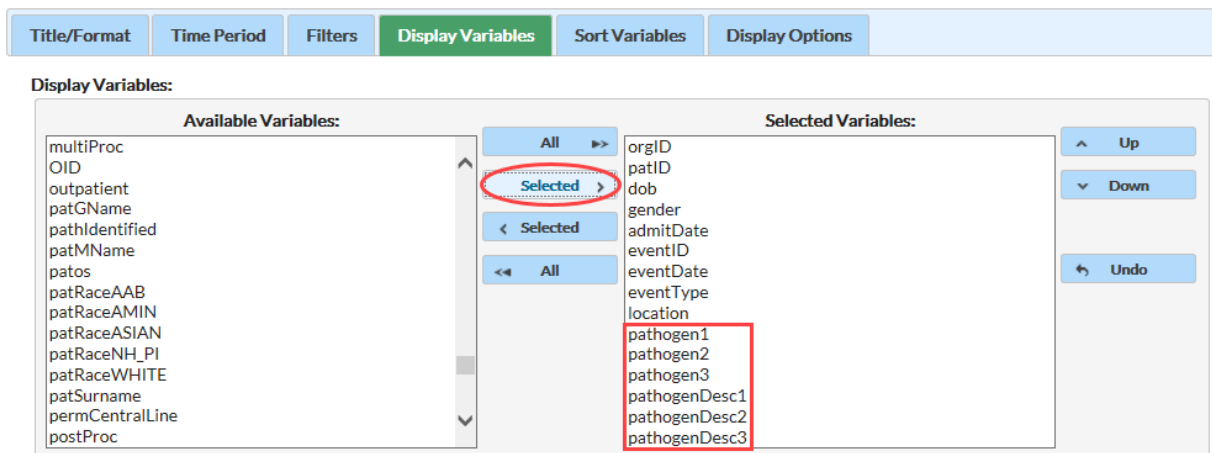 Title/Format Time Period Filters Display Variables Sort Variables Display Options
Display Variables:
Available Variables:
multiProc
OID
outpatient
patGName
pathIdentified
patMName
patos
patRaceAAB
patRaceAMIN
patRaceASIAN
patRaceNH_PI
patRaceWHITE
patSurname
permCentralLine
postProc
All
Selected
Selected
All
Selected Variables:
orgID
patID
dob
gender
admitDate
eventID
eventDate
eventType
location
pathogen1
pathogen2
pathogen3
pathogenDesc1
pathogenDesc2
pathogenDesc3
Up
Down
Undo